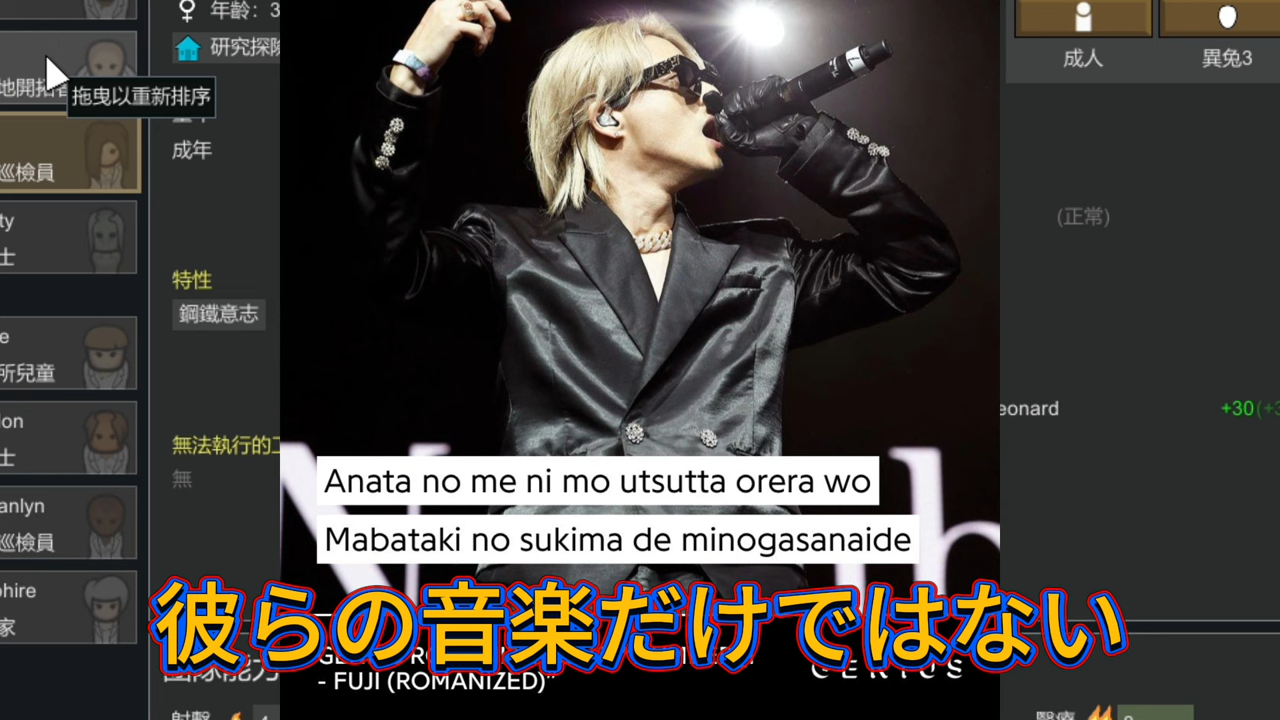 年齡: 3
研究探險
拖曳以重新排序
成年
巡檢員
ty
士
特性
鋼鐵意志
e
所兒童
lon
士
無法執行的工
無
anlyn
巡檢員
phire
家
成人
異兔3
(正常)
eonard
+30
Anata no me ni mo utsutta orera wo
Mabataki no sukima de minogasanaide
彼らの音楽だけではない
- FUJI (ROMANIZED)"
GENIUS